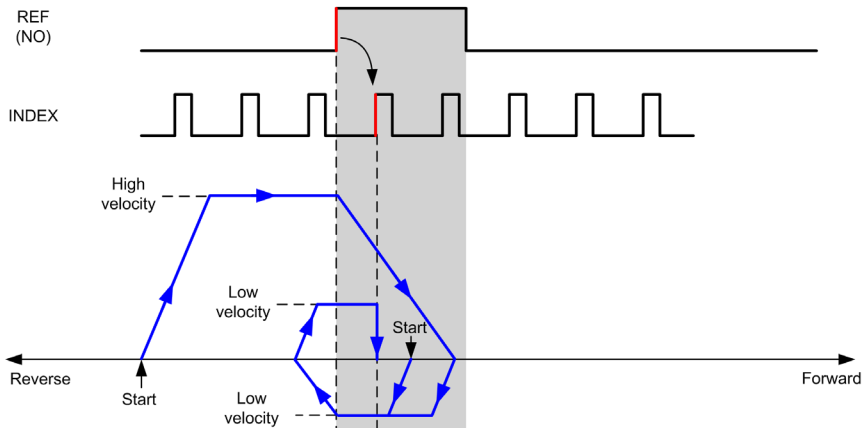 REF
(NO)
INDEX
High
velocity
Low
velocity
Start
Reverse
Forward
Start
Low
velocity